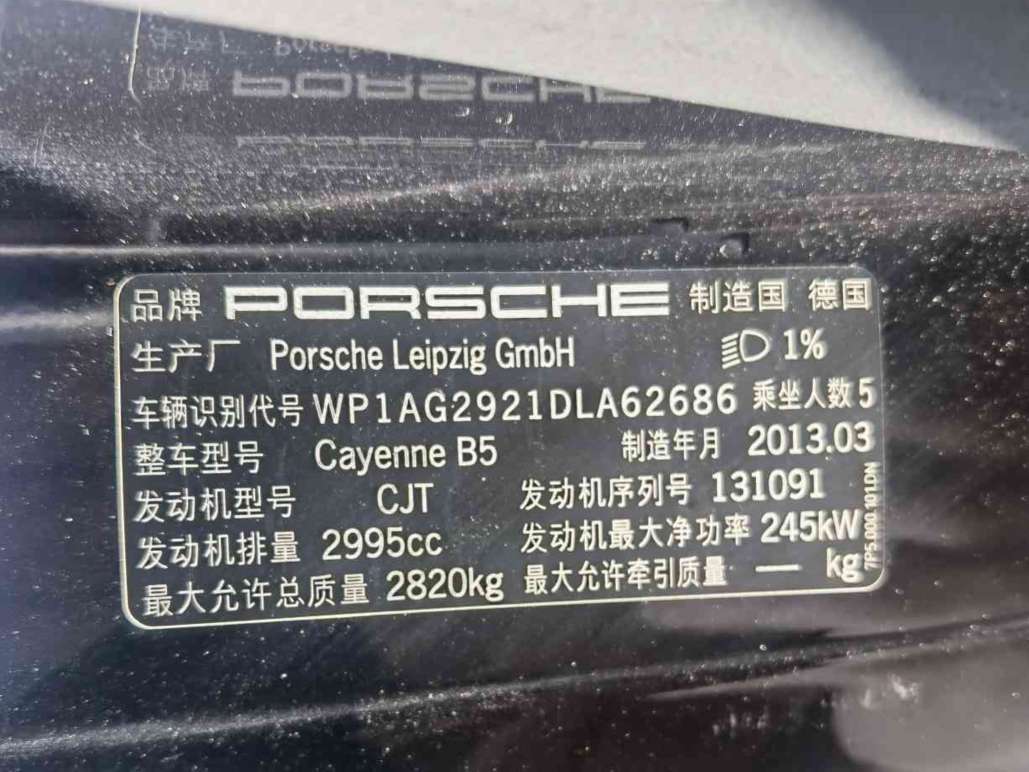 品牌 PORSCHE 制造国 德国
生产厂 Porsche Leipzig GmbH 1%
车辆识别代号 WP1AG2921DLA62686 乘坐人数 5
整车型号 Cayenne B5 制造年月 2013.03
发动机型号 CJT 发动机序列号 131091
发动机排量 2995cc 发动机最大净功率 245kW
最大允许总质量 2820kg 最大允许牵引质量 — kg
7P5.000.101DN